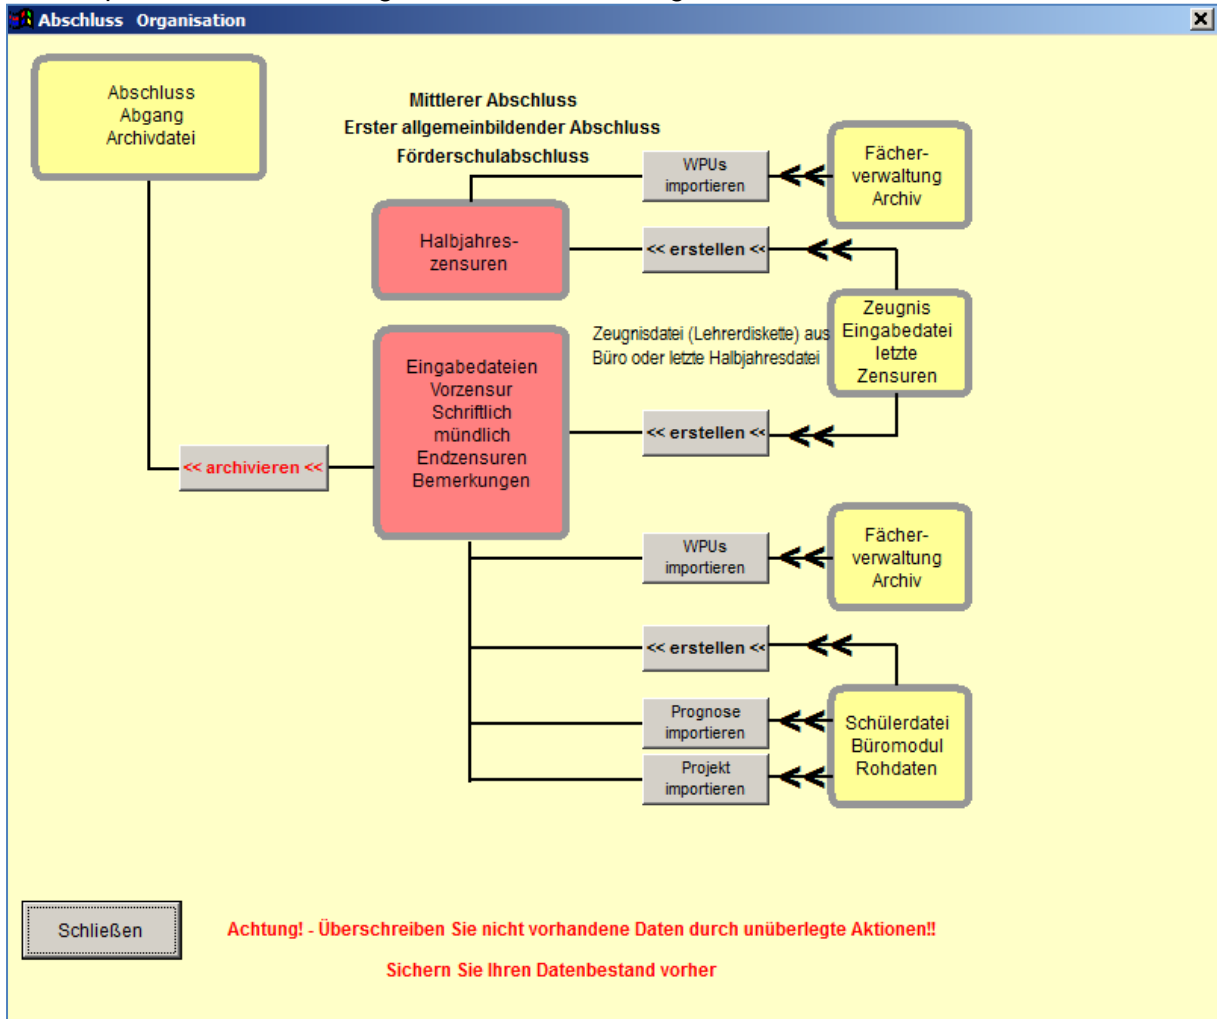 Abschluss Organisation
Abschluss
Abgang
Archivdatei
Mittlerer Abschluss
Erster allgemeinbildender Abschluss
Förderschulabschluss
WPUs
importieren
Fächer-
verwaltung
Archiv
Halbjahres-
zensuren
<< erstellen <<
Zeugnis
Eingabedatei
letzte
Zensuren
Zeugnisdatei (Lehrerdiskette) aus
Büro oder letzte Halbjahresdatei
Eingabedateien
Vorzensur
Schriftlich
mündlich
Endzensuren
Bemerkungen
<< erstellen <<
<< archivieren <<
WPUs
importieren
Fächer-
verwaltung
Archiv
<< erstellen <<
Prognose
importieren
Projekt
importieren
Schülerdatei
Büromodul
Rohdaten
Schließen
Achtung! - Überschreiben Sie nicht vorhandene Daten durch unüberlegte Aktionen!!
Sichern Sie Ihren Datenbestand vorher